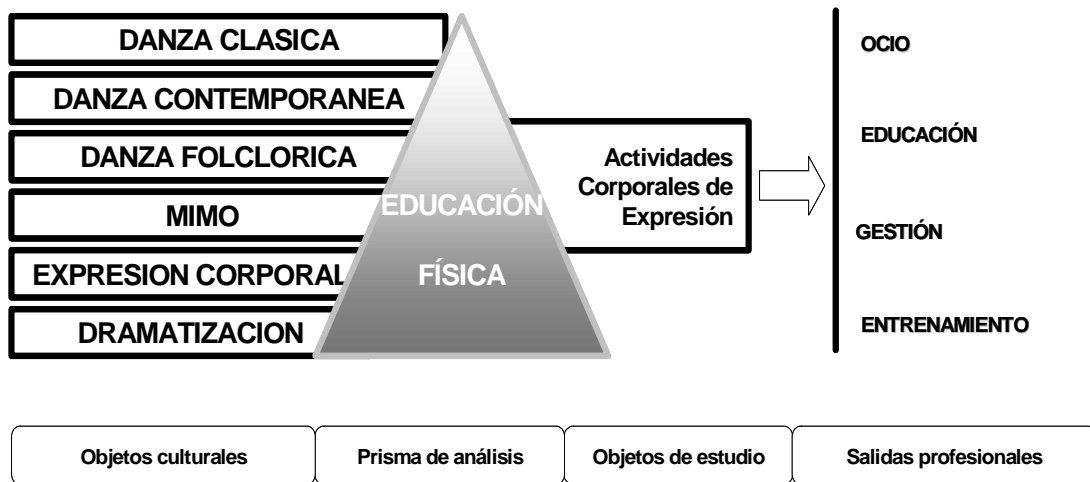 DANZA CLASICA
DANZA CONTEMPORANEA
DANZA FOLCLORICA
MIMO
EXPRESION CORPORAL
DRAMATIZACION
EDUCACIÓN
FÍSICA
Actividades
Corporales de
Expresión
OCIO
EDUCACIÓN
GESTIÓN
ENTRENAMIENTO
Objetos culturales
Prisma de análisis
Objetos de estudio
Salidas profesionales